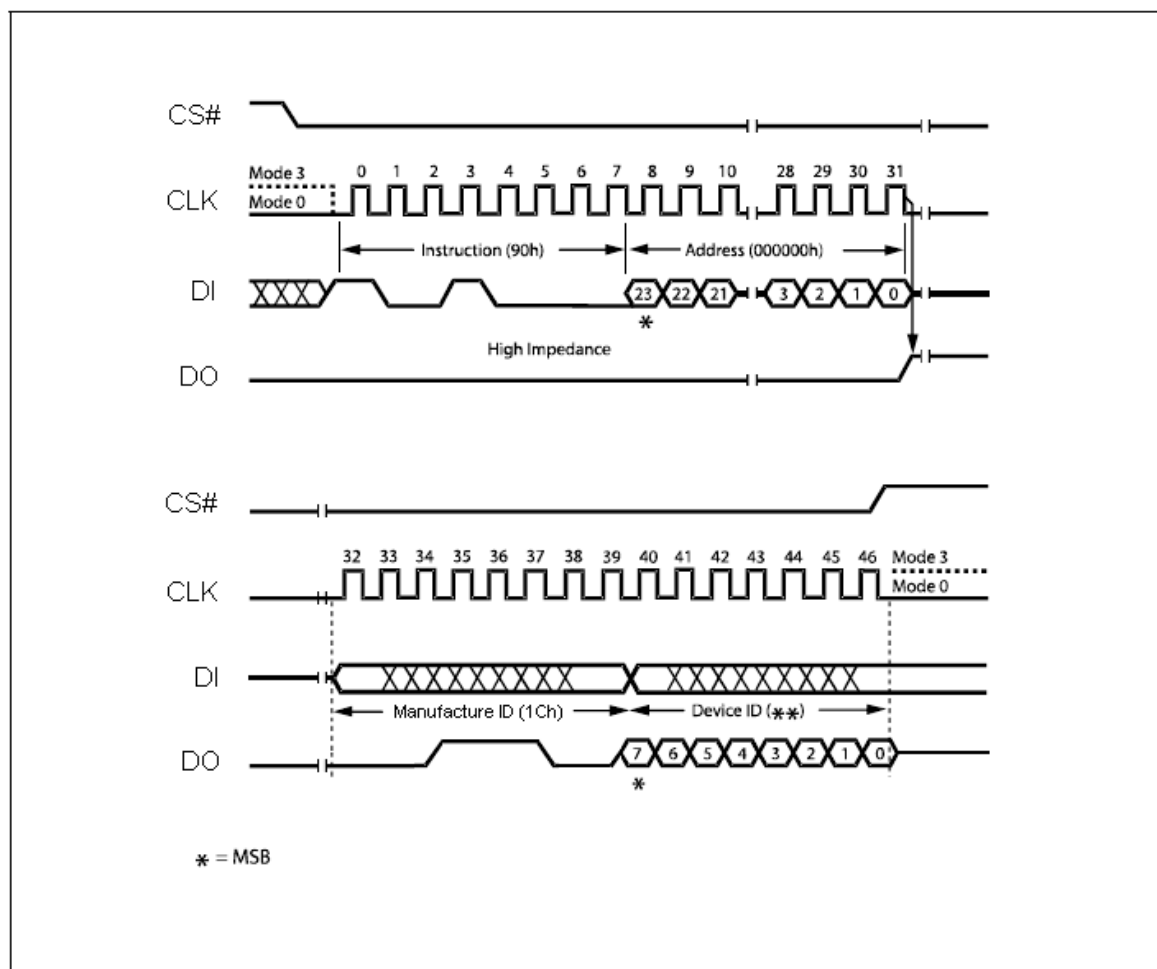 CS#
Mode 3
0 1 2 3 4 5 6 7 8 9 10 28 29 30 31
CLK
Mode 0
Instruction (90h) Address (000000h)
DI
23 22 21 3 2 1 0
*
High Impedance
DO
CS#
32 33 34 35 36 37 38 39 40 41 42 43 44 45 46 Mode 3
CLK
Mode 0
DI
Manufacture ID (1Ch) Device ID (**)
DO
7 6 5 4 3 2 1 0
*
* = MSB